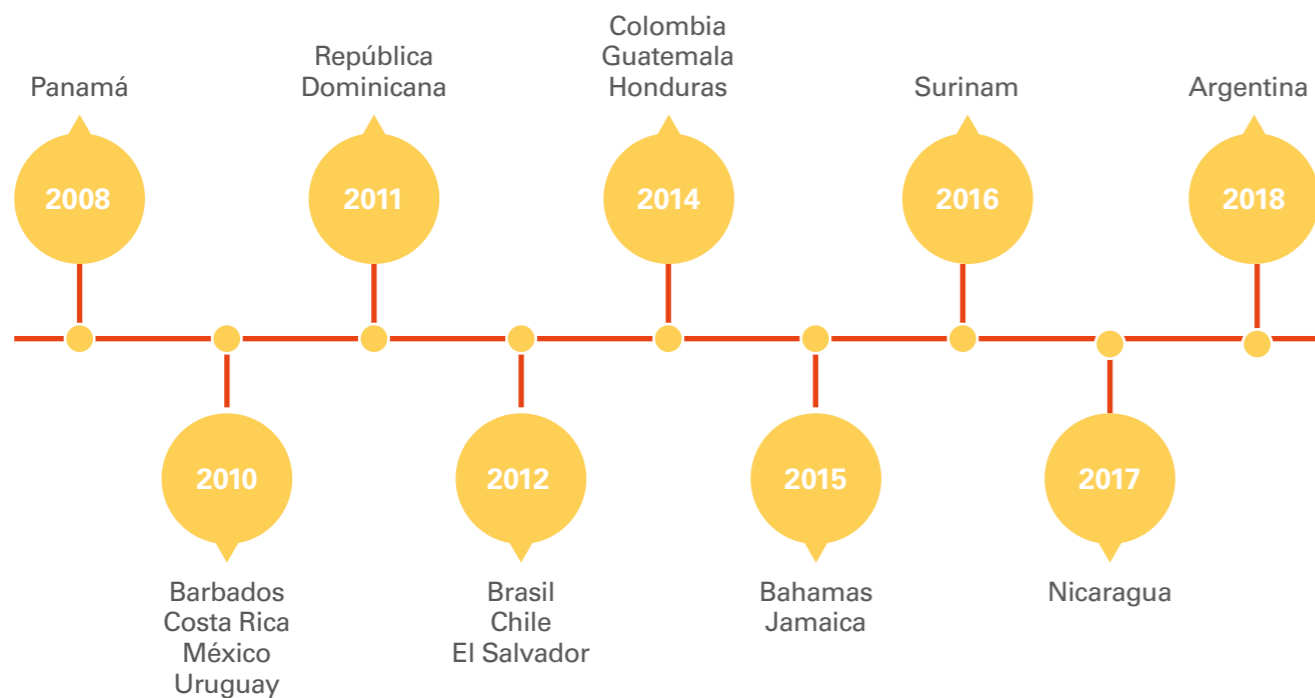 Panamá
2008
República
Dominicana
2011
Colombia
Guatemala
Honduras
2014
Surinam
2016
Argentina
2018
2010
Barbados
Costa Rica
México
Uruguay
2012
Brasil
Chile
El Salvador
2015
Bahamas
Jamaica
2017
Nicaragua